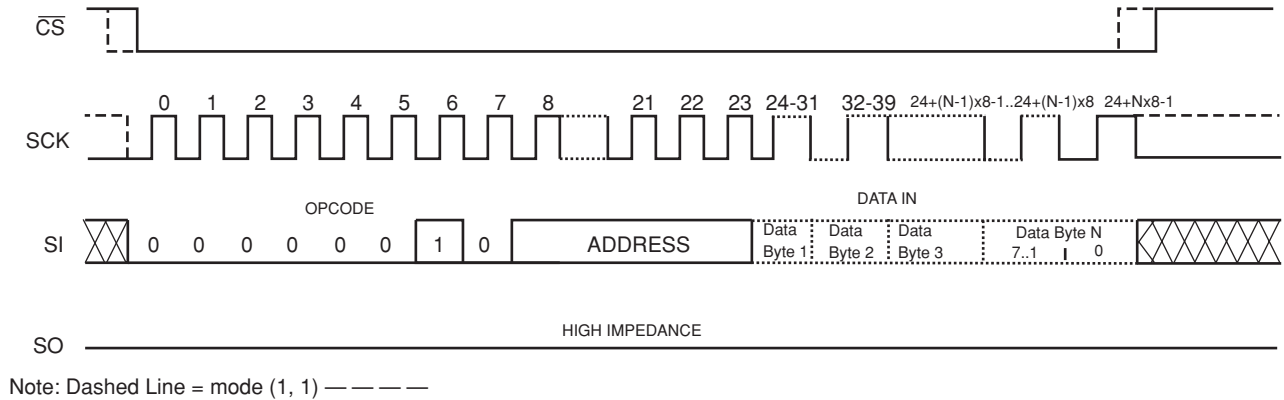 CS
0 1 2 3 4 5 6 7 8 21 22 23 24-31 32-39 24+(N-1)x8-1..24+(N-1)x8 24+Nx8-1
SCK
OPCODE DATA IN
SI 0 0 0 0 0 0 1 0 ADDRESS Data Byte 1 Data Byte 2 Data Byte 3 Data Byte N
7..1 0
HIGH IMPEDANCE
SO
Note: Dashed Line = mode (1, 1) — — — —